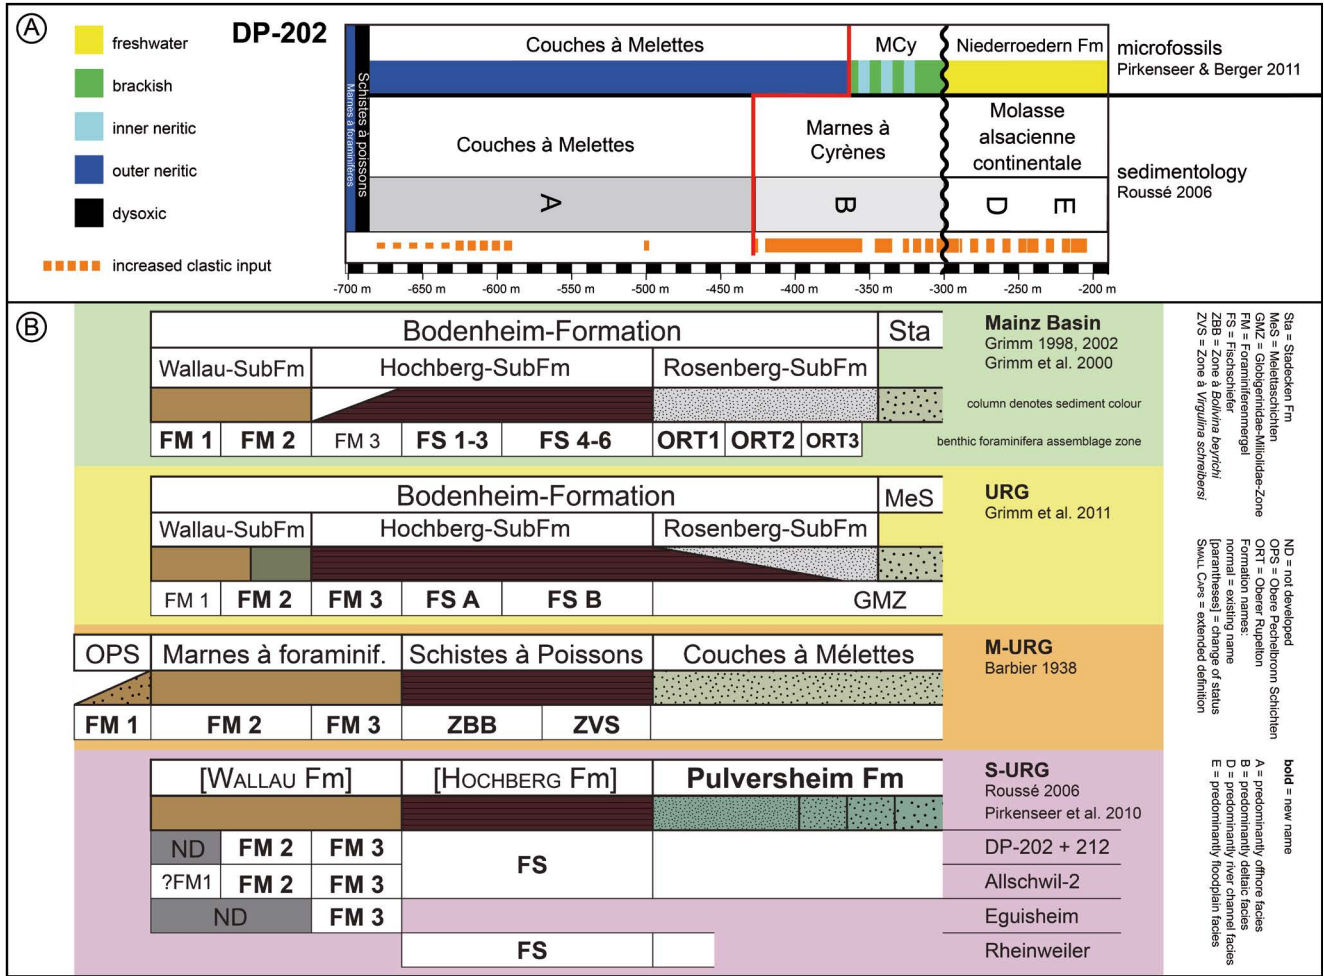 A
freshwater
brackish
inner neritic
outer neritic
dysoxic
increased clastic input
DP-202
Marnes à foraminifères
Schistes à poissons
Couches à Melettes
MCy
Niederroedern Fm
microfossils
Pirkenseer & Berger 2011
Couches à Melettes
Marnes à
Cyrènes
Molasse
alsacienne
continentale
sedimentology
Roussé 2006
A
B
D
E
-700 m
-650 m
-600 m
-550 m
-500 m
-450 m
-400 m
-350 m
-300 m
-250 m
-200 m
B
Bodenheim-Formation
Sta
Mainz Basin
Grimm 1998, 2002
Grimm et al. 2000
Wallau-SubFm
Hochberg-SubFm
Rosenberg-SubFm
column denotes sediment colour
FM 1
FM 2
FM 3
FS 1-3
FS 4-6
ORT1
ORT2
ORT3
benthic foraminifera assemblage zone
Bodenheim-Formation
MeS
URG
Grimm et al. 2011
Wallau-SubFm
Hochberg-SubFm
Rosenberg-SubFm
FM 1
FM 2
FM 3
FS A
FS B
GMZ
OPS
Marnes à foraminif.
Schistes à Poissons
Couches à Mélettes
M-URG
Barbier 1938
FM 1
FM 2
FM 3
ZBB
ZVS
[WALLAU Fm]
[HOCHBERG Fm]
Pulversheim Fm
S-URG
Roussé 2006
Pirkenseer et al. 2010
ND
FM 2
FM 3
FS
DP-202 + 212
?FM1
FM 2
FM 3
Allschwil-2
ND
FM 3
Eguisheim
FS
Rheinweiler
Sta = Stadecken Fm
MeS = Melettaschichten
GMZ = Globigerinidae-Miliolidae-Zone
FM = Foraminiferenmergel
FS = Fischschiefer
ZBB = Zone à Bolivina beyrichi
ZVS = Zone à Virgulina schreibersi
ND = not developed
OPS = Obere Pechelbronn Schichten
ORT = Oberer Rupelton
Formation names:
normal = existing name
[parantheses] = change of status
SMALL CAPS = extended definition
bold = new name
A = predominantly offhore facies
B = predominantly deltaic facies
D = predominantly river channel facies
E = predominantly floodplain facies